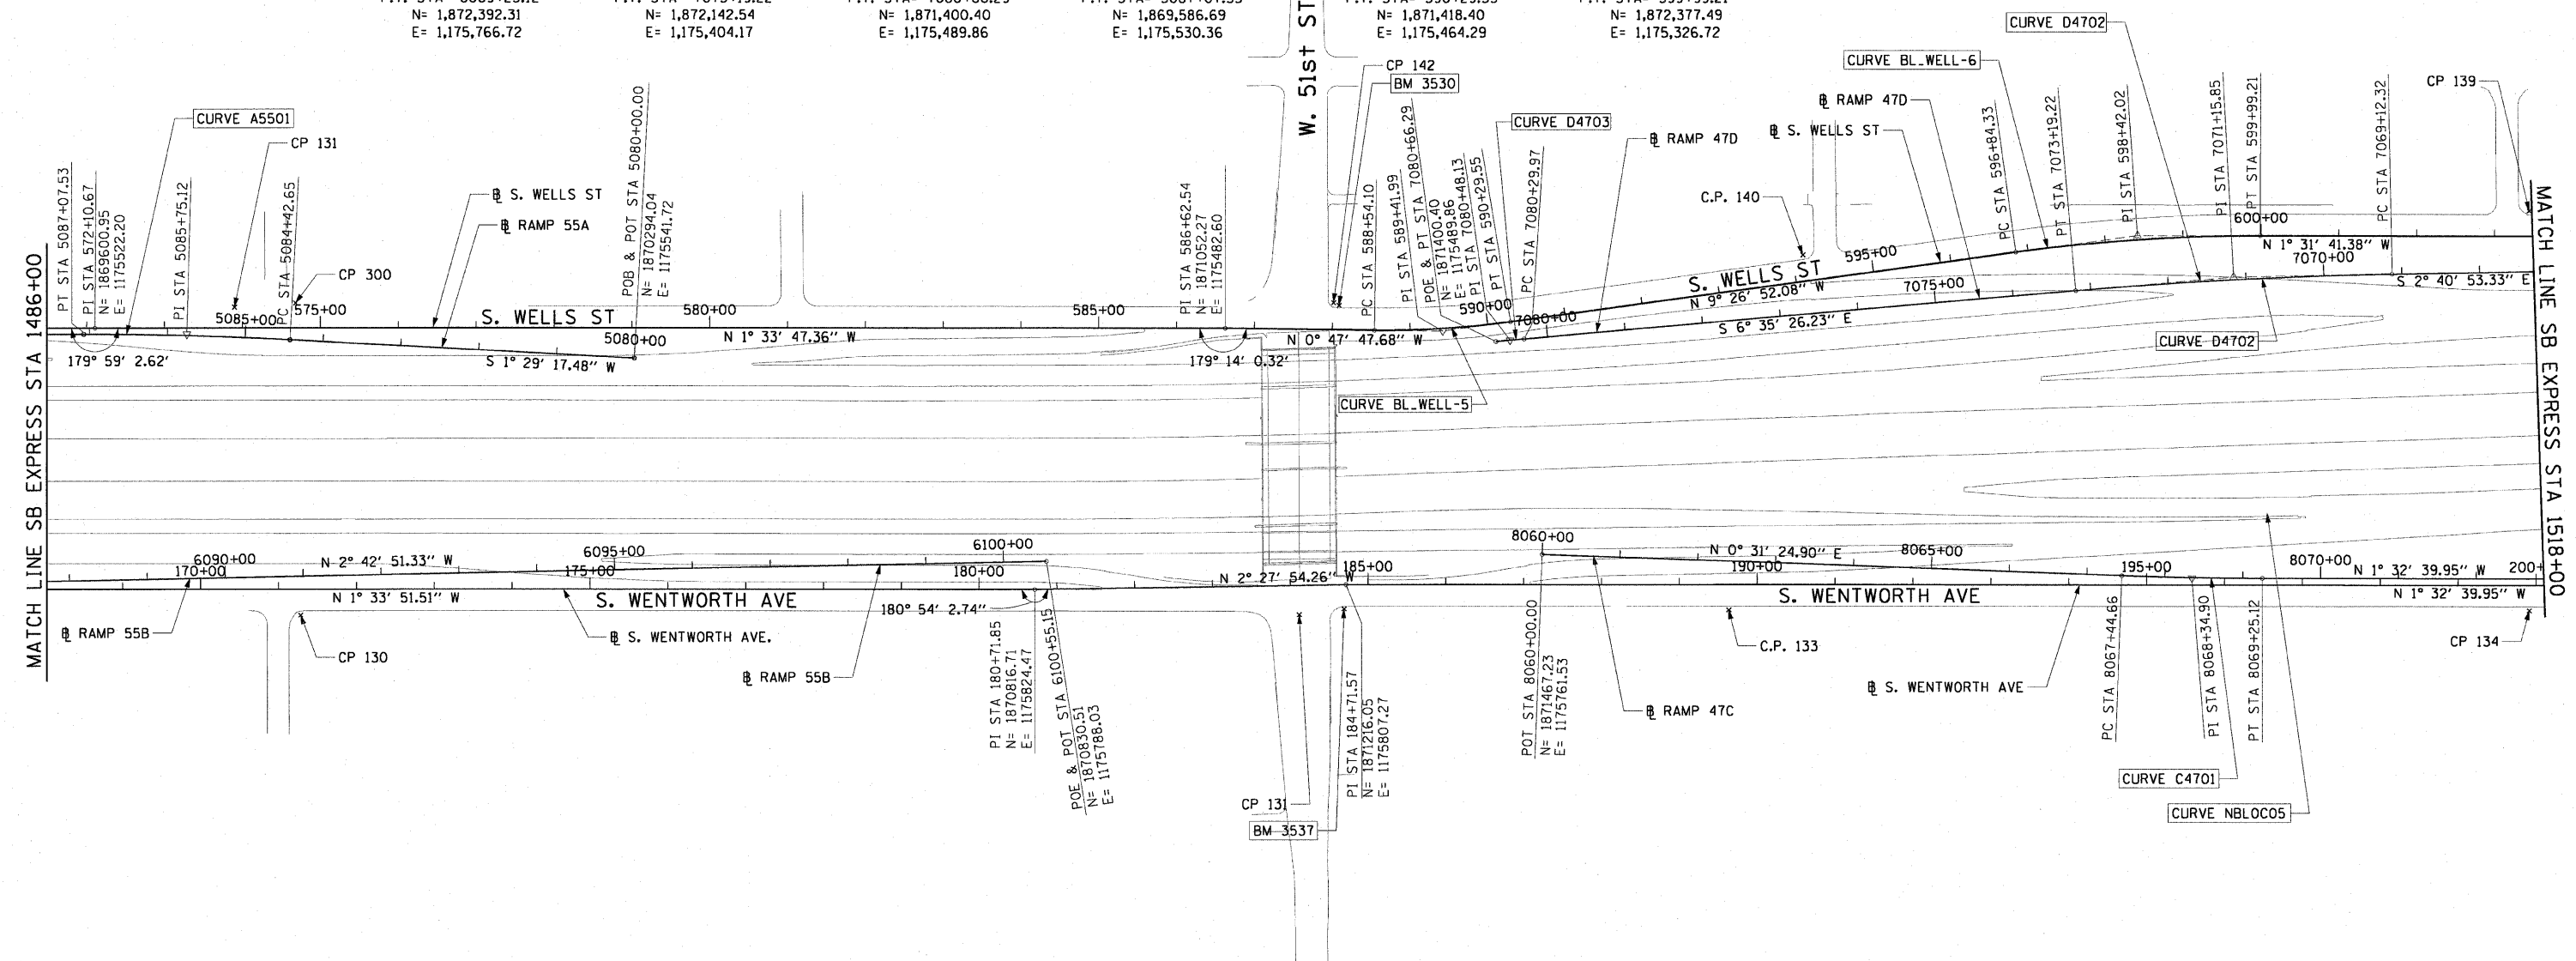 N= 1,872,392.31
E= 1,175,766.72
N= 1,872,142.54
E= 1,175,404.17
N= 1,871,400.40
E= 1,175,489.86
N= 1,869,586.69
E= 1,175,530.36
N= 1,871,418.40
E= 1,175,464.29
N= 1,872,377.49
E= 1,175,326.72
W. 51st ST
CURVE D4702
CURVE BL_WELL-6
CP 142
BM 3530
CP 139
CURVE A5501
CP 131
CURVE D4703
RAMP 47D
RAMP 47D
S. WELLS ST
C.P. 140
PT STA 5087+07.53
PI STA 572+10.67
N= 1869600.95
E= 1175522.20
PI STA 5085+75.12
PC STA 5084+42.65
CP 300
S. WELLS ST
RAMP 55A
POB & POT STA 5080+00.00
N= 1870294.04
E= 1175541.72
PI STA 586+62.54
N= 1871052.27
E= 1175482.60
PC STA 588+54.10
PI STA 589+41.99
POE & PT STA 7080+66.29
N= 1871400.40
E= 1175489.86
PI STA 7080+48.13
PT STA 590+29.55
PC STA 7080+29.97
PC STA 596+84.33
PT STA 7073+19.22
PI STA 598+42.02
PI STA 7071+15.85
PT STA 599+99.21
PC STA 7069+12.32
MATCH LINE SB EXPRESS STA 1486+00
MATCH LINE SB EXPRESS STA 1518+00
5085+00
575+00
S. WELLS ST
580+00
585+00
590+00
7080+00
S. WELLS ST
595+00
600+00
N 1° 31' 41.38" W
7070+00
S 2° 40' 53.33" E
N 9° 26' 52.08" W
7075+00
S 6° 35' 26.23" E
179° 59' 2.62'
S 1° 29' 17.48" W
5080+00
N 1° 33' 47.36" W
179° 14' 0.32'
N 0° 47' 47.68" W
CURVE D4702
CURVE BL_WELL-5
6090+00
170+00
N 2° 42' 51.33" W
6095+00
175+00
6100+00
180+00
N 2° 27' 54.26" W
185+00
8060+00
N 0° 31' 24.90" E
190+00
8065+00
195+00
8070+00
N 1° 32' 39.95" W
200+
N 1° 33' 51.51" W
S. WENTWORTH AVE
180° 54' 2.74"
S. WENTWORTH AVE
N 1° 32' 39.95" W
RAMP 55B
CP 130
S. WENTWORTH AVE.
RAMP 55B
PI STA 180+71.85
N= 1870816.71
E= 1175824.47
POE & POT STA 6100+55.15
N= 1870830.51
E= 1175788.03
CP 131
BM 3537
PI STA 184+71.57
N= 1871216.05
E= 1175807.27
POT STA 8060+00.00
N= 1871467.23
E= 1175761.53
RAMP 47C
C.P. 133
S. WENTWORTH AVE
PC STA 8067+44.66
PI STA 8068+34.90
PT STA 8069+25.12
CP 134
CURVE C4701
CURVE NBLOC05